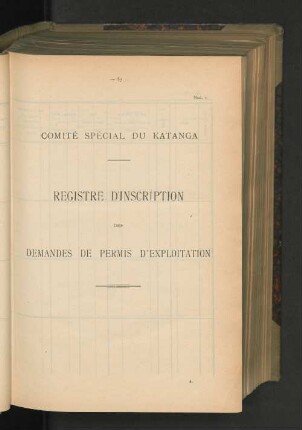 COMITÉ SPÉCIAL DU KATANGA
REGISTRE D'INSCRIPTION
DES
DEMANDES DE PERMIS D'EXPLOITATION